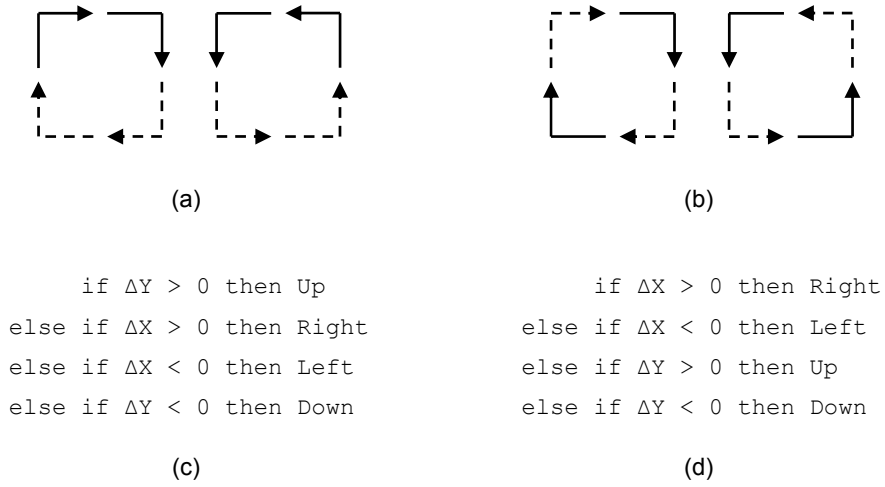 (a)
(b)
if ΔY > 0 then Up
else if ΔX > 0 then Right
else if ΔX < 0 then Left
else if ΔY < 0 then Down
(c)
if ΔX > 0 then Right
else if ΔX < 0 then Left
else if ΔY > 0 then Up
else if ΔY < 0 then Down
(d)